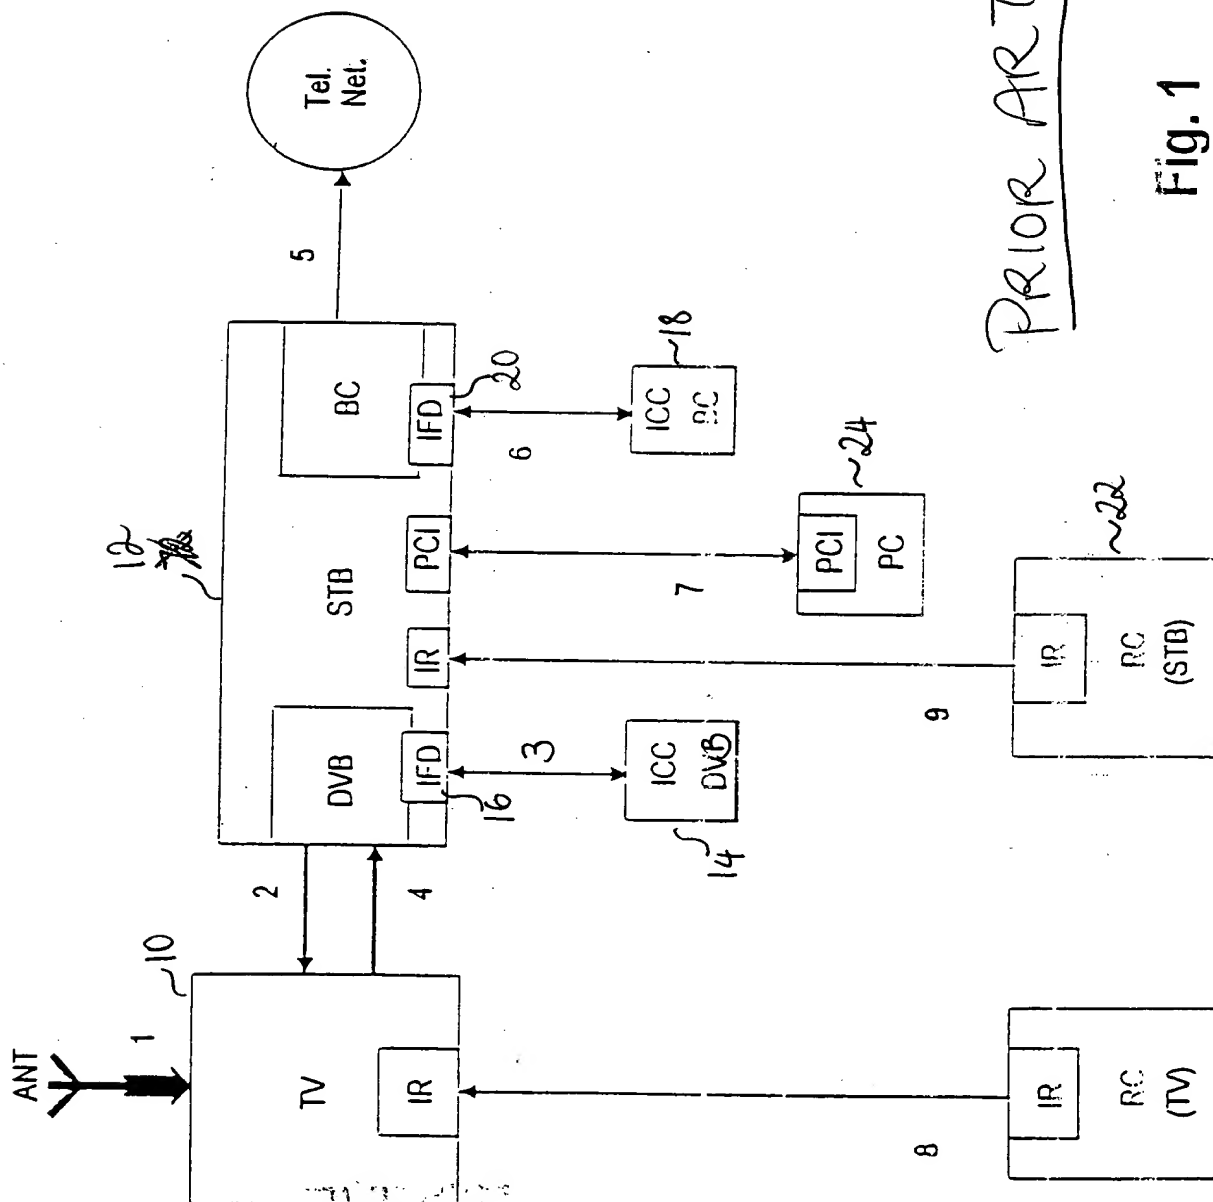 ANT
1
10
TV
IR
8
IR
RC
(TV)
2
4
12
DVB
IFD
16
3
ICC
DVB
14
STB
IR
9
IR
RC
(STB)
22
PCI
7
PCI
PC
24
BC
IFD
20
6
ICC
BC
18
5
Tel.
Net.
PRIOR ART
Fig. 1